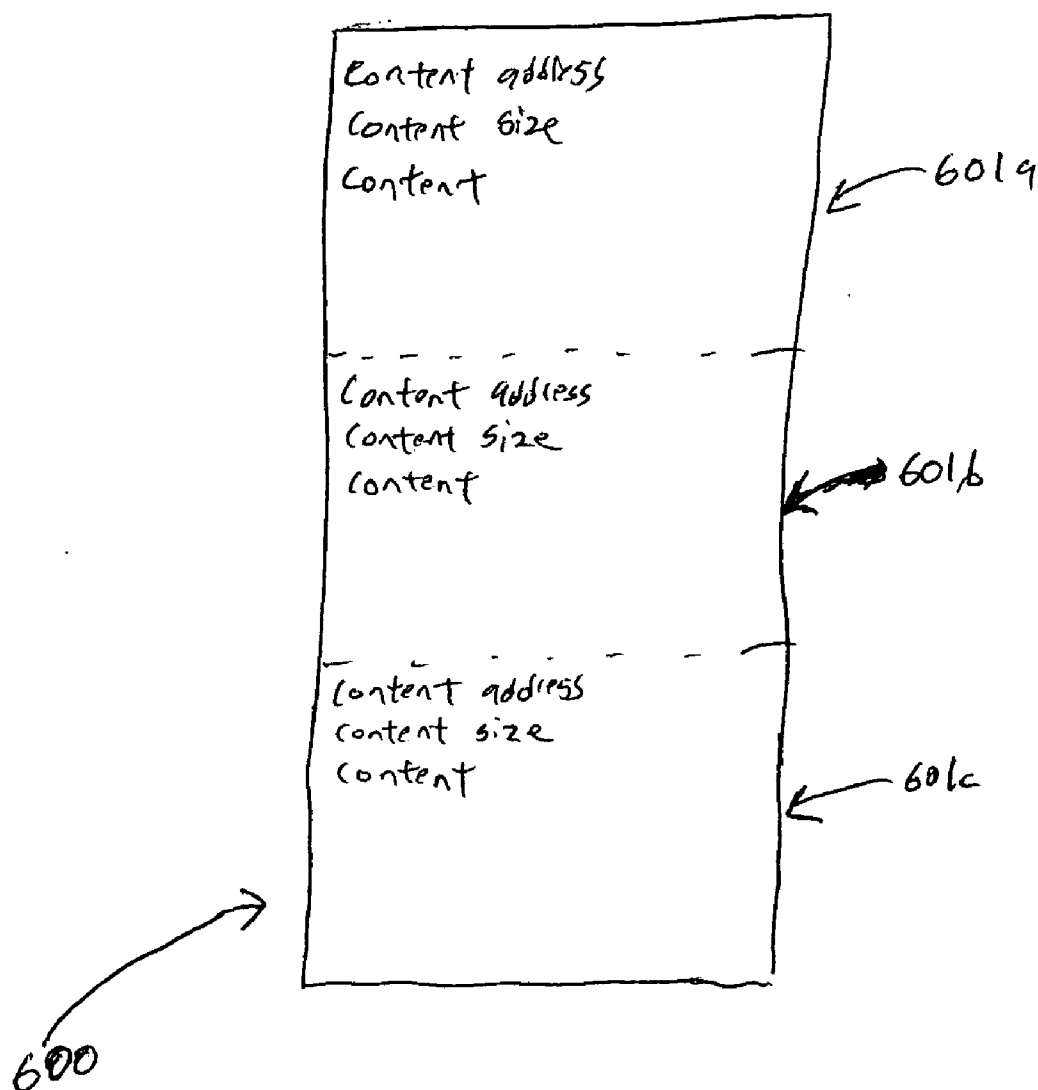 Content address
Content size
Content
601a
Content address
Content size
Content
601b
Content address
Content size
Content
601c
600